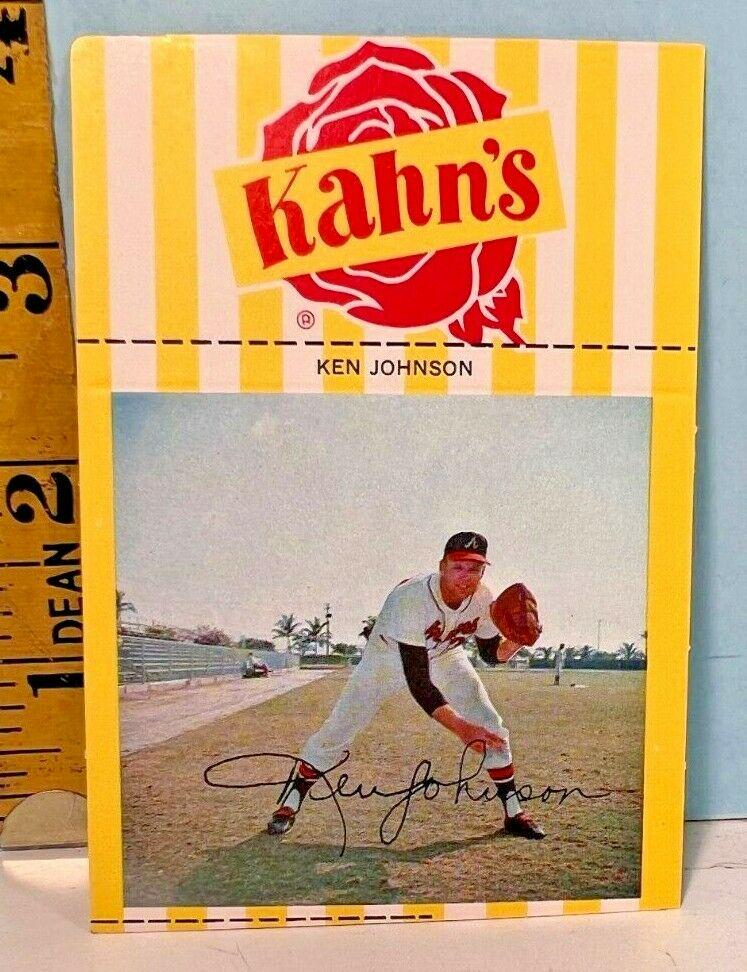 Kahn's
®
KEN JOHNSON
A
Braves
Ken Johnson
3
2
1
DEAN